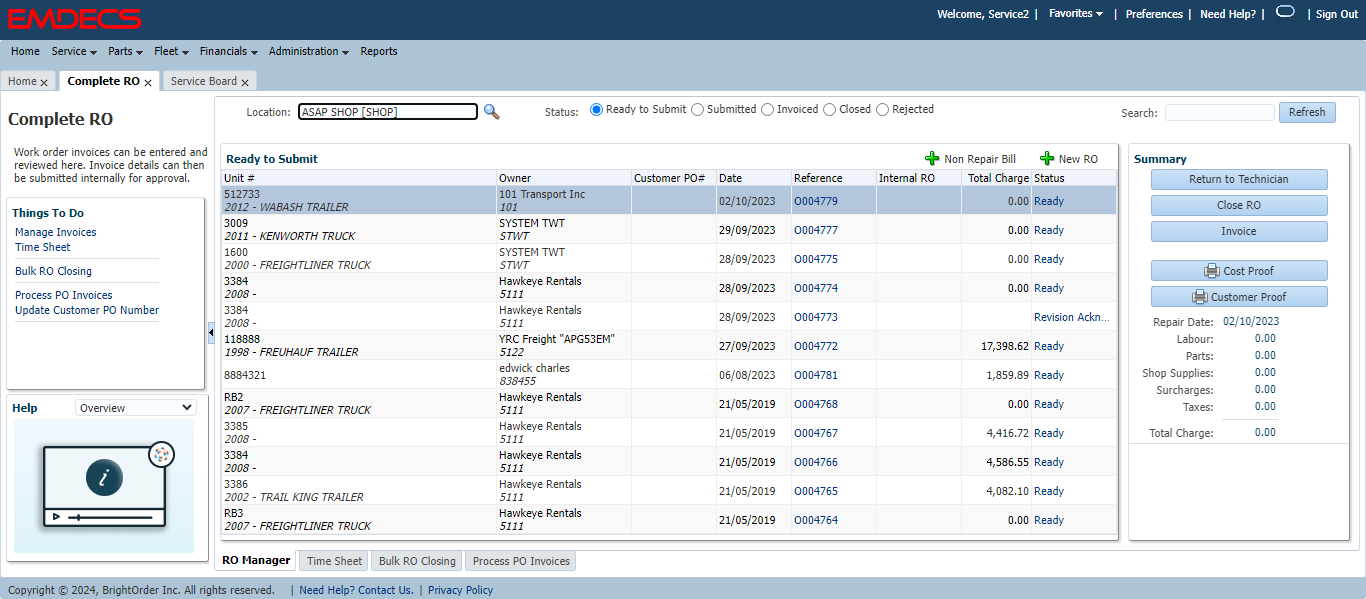 EMDECS
Welcome, Service2 | Favorites | Preferences | Need Help? | | Sign Out
Home Service Parts Fleet Financials Administration Reports
Home x Complete RO x Service Board x
Complete RO
Work order invoices can be entered and
reviewed here. Invoice details can then
be submitted internally for approval.
Things To Do
Manage Invoices
Time Sheet
Bulk RO Closing
Process PO Invoices
Update Customer PO Number
Help Overview
i
Location: ASAP SHOP [SHOP] Status: Ready to Submit Submitted Invoiced Closed Rejected Search: Refresh
Ready to Submit Non Repair Bill New RO
Unit # Owner Customer PO# Date Reference Internal RO Total Charge Status
512733 101 Transport Inc
2012 - WABASH TRAILER 101 02/10/2023 O004779 0.00 Ready
3009 SYSTEM TWT
2011 - KENWORTH TRUCK STWT 29/09/2023 O004777 0.00 Ready
1600 SYSTEM TWT
2000 - FREIGHTLINER TRUCK STWT 28/09/2023 O004775 0.00 Ready
3384 Hawkeye Rentals
2008 - 5111 28/09/2023 O004774 0.00 Ready
3384 Hawkeye Rentals
2008 - 5111 28/09/2023 O004773 Revision Ackn...
118888 YRC Freight "APG53EM"
1998 - FREUHAUF TRAILER 5122 27/09/2023 O004772 17,398.62 Ready
8884321 edwick charles
838455 06/08/2023 O004781 1,859.89 Ready
RB2 Hawkeye Rentals
2007 - FREIGHTLINER TRUCK 5111 21/05/2019 O004768 0.00 Ready
3385 Hawkeye Rentals
2008 - 5111 21/05/2019 O004767 4,416.72 Ready
3384 Hawkeye Rentals
2008 - 5111 21/05/2019 O004766 4,586.55 Ready
3386 Hawkeye Rentals
2002 - TRAIL KING TRAILER 5111 21/05/2019 O004765 4,082.10 Ready
RB3 Hawkeye Rentals
2007 - FREIGHTLINER TRUCK 5111 21/05/2019 O004764 0.00 Ready
Summary
Return to Technician
Close RO
Invoice
Cost Proof
Customer Proof
Repair Date: 02/10/2023
Labour: 0.00
Parts: 0.00
Shop Supplies: 0.00
Surcharges: 0.00
Taxes: 0.00
Total Charge: 0.00
RO Manager Time Sheet Bulk RO Closing Process PO Invoices
Copyright © 2024, BrightOrder Inc. All rights reserved. | Need Help? Contact Us. | Privacy Policy